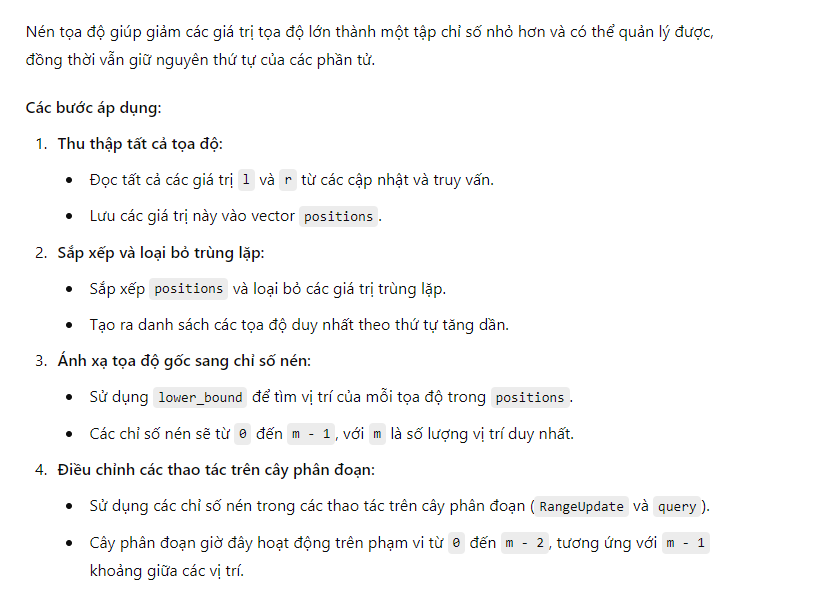 Nén tọa độ giúp giảm các giá trị tọa độ lớn thành một tập chỉ số nhỏ hơn và có thể quản lý được,
đồng thời vẫn giữ nguyên thứ tự của các phần tử.
Các bước áp dụng:
1. Thu thập tất cả tọa độ:
• Đọc tất cả các giá trị l và r từ các cập nhật và truy vấn.
• Lưu các giá trị này vào vector positions.
2. Sắp xếp và loại bỏ trùng lặp:
• Sắp xếp positions và loại bỏ các giá trị trùng lặp.
• Tạo ra danh sách các tọa độ duy nhất theo thứ tự tăng dần.
3. Ánh xạ tọa độ gốc sang chỉ số nén:
• Sử dụng lower_bound để tìm vị trí của mỗi tọa độ trong positions.
• Các chỉ số nén sẽ từ 0 đến m - 1, với m là số lượng vị trí duy nhất.
4. Điều chỉnh các thao tác trên cây phân đoạn:
• Sử dụng các chỉ số nén trong các thao tác trên cây phân đoạn (RangeUpdate và query).
• Cây phân đoạn giờ đây hoạt động trên phạm vi từ 0 đến m - 2, tương ứng với m - 1
khoảng giữa các vị trí.